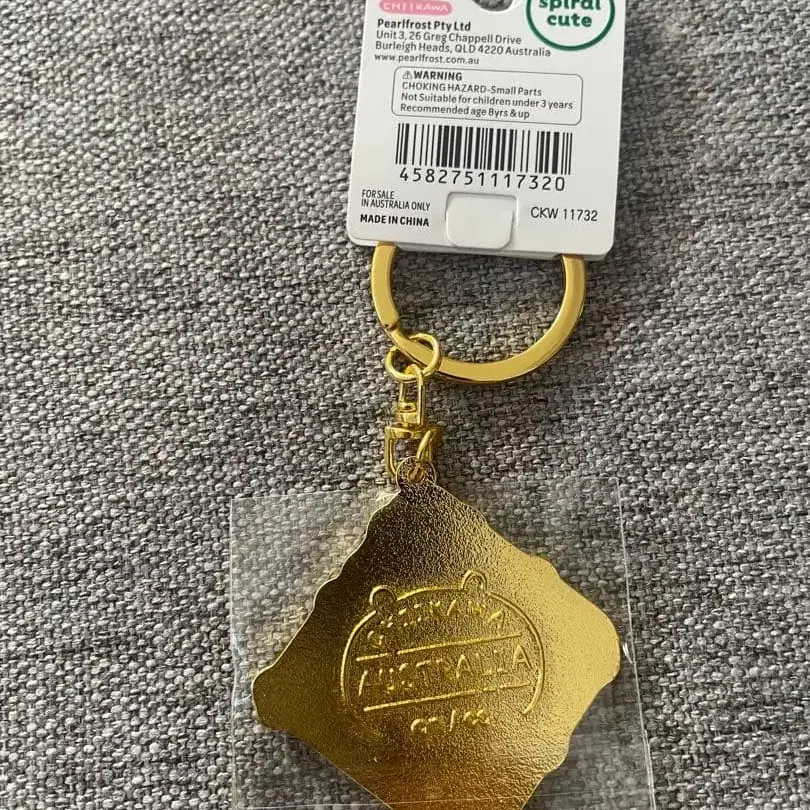 CHIIKAWA
spiral
cute
Pearlfrost Pty Ltd
Unit 3, 26 Greg Chappell Drive
Burleigh Heads, QLD 4220 Australia
www.pearlfrost.com.au
⚠WARNING
CHOKING HAZARD-Small Parts
Not Suitable for children under 3 years
Recommended age 8yrs & up
4582751117320
FOR SALE
IN AUSTRALIA ONLY
MADE IN CHINA
CKW 11732
CHIIKAWA
AUSTRALIA